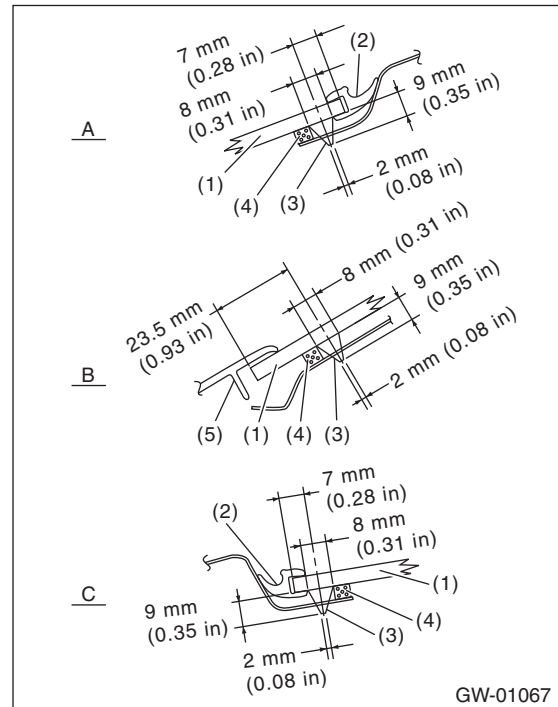 7 mm
(0.28 in)
(2)
8 mm
(0.31 in)
9 mm
(0.35 in)
A
2 mm
(0.08 in)
(1)
(4)
(3)
8 mm (0.31 in)
23.5 mm
(0.93 in)
9 mm
(0.35 in)
B
2 mm (0.08 in)
(5)
(1)
(4)
(3)
7 mm
(0.28 in)
(2)
8 mm
(0.31 in)
(1)
C
9 mm
(0.35 in)
(4)
(3)
2 mm
(0.08 in)
GW-01067